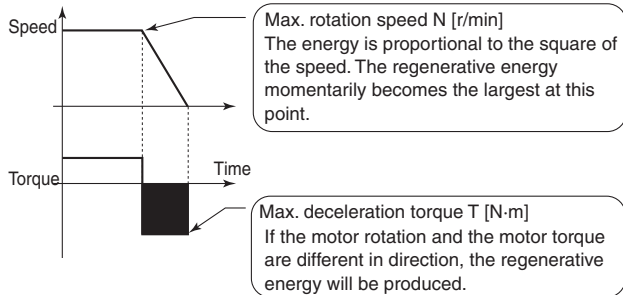 Speed
Max. rotation speed N [r/min]
The energy is proportional to the square of
the speed. The regenerative energy
momentarily becomes the largest at this
point.
Time
Torque
Max. deceleration torque T [N·m]
If the motor rotation and the motor torque
are different in direction, the regenerative
energy will be produced.